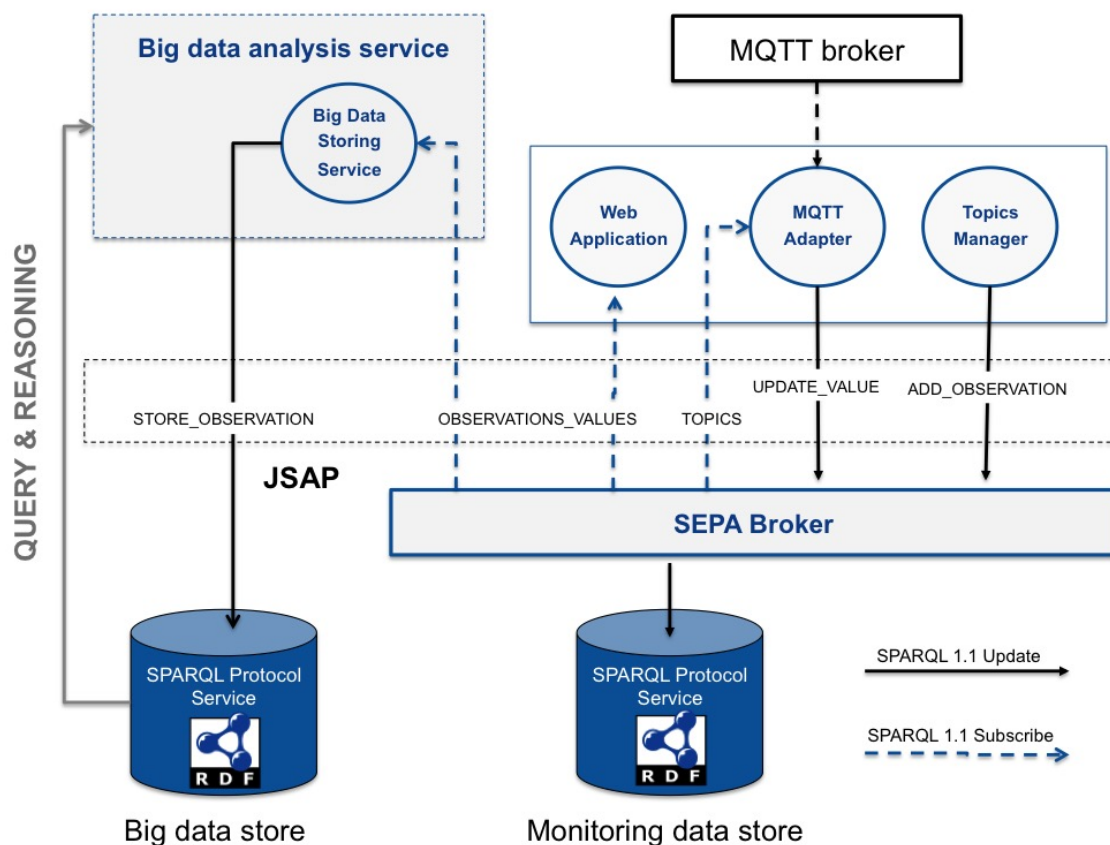 Big data analysis service
MQTT broker
Big Data
Storing
Service
Web
Application
MQTT
Adapter
Topics
Manager
QUERY & REASONING
UPDATE_VALUE
ADD_OBSERVATION
STORE_OBSERVATION
OBSERVATIONS_VALUES
TOPICS
JSAP
SEPA Broker
SPARQL Protocol
Service
RDF
SPARQL Protocol
Service
RDF
SPARQL 1.1 Update
SPARQL 1.1 Subscribe
Big data store
Monitoring data store